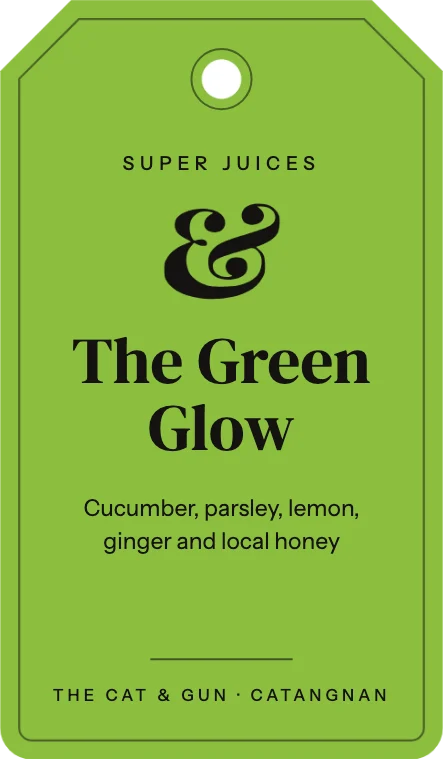 SUPER JUICES
&
The Green
Glow
Cucumber, parsley, lemon,
ginger and local honey
THE CAT & GUN · CATANGNAN